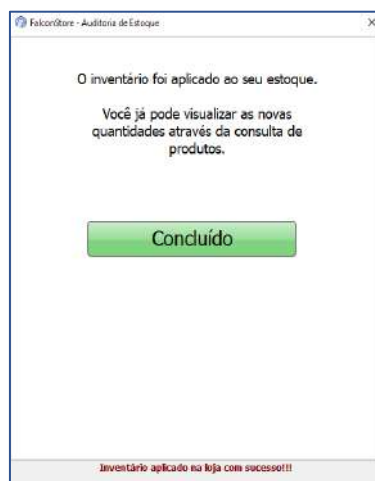 FalconStore - Auditoria de Estoque
O inventário foi aplicado ao seu estoque.
Você já pode visualizar as novas
quantidades através da consulta de
produtos.
Concluído
Inventário aplicado na loja com sucesso!!!